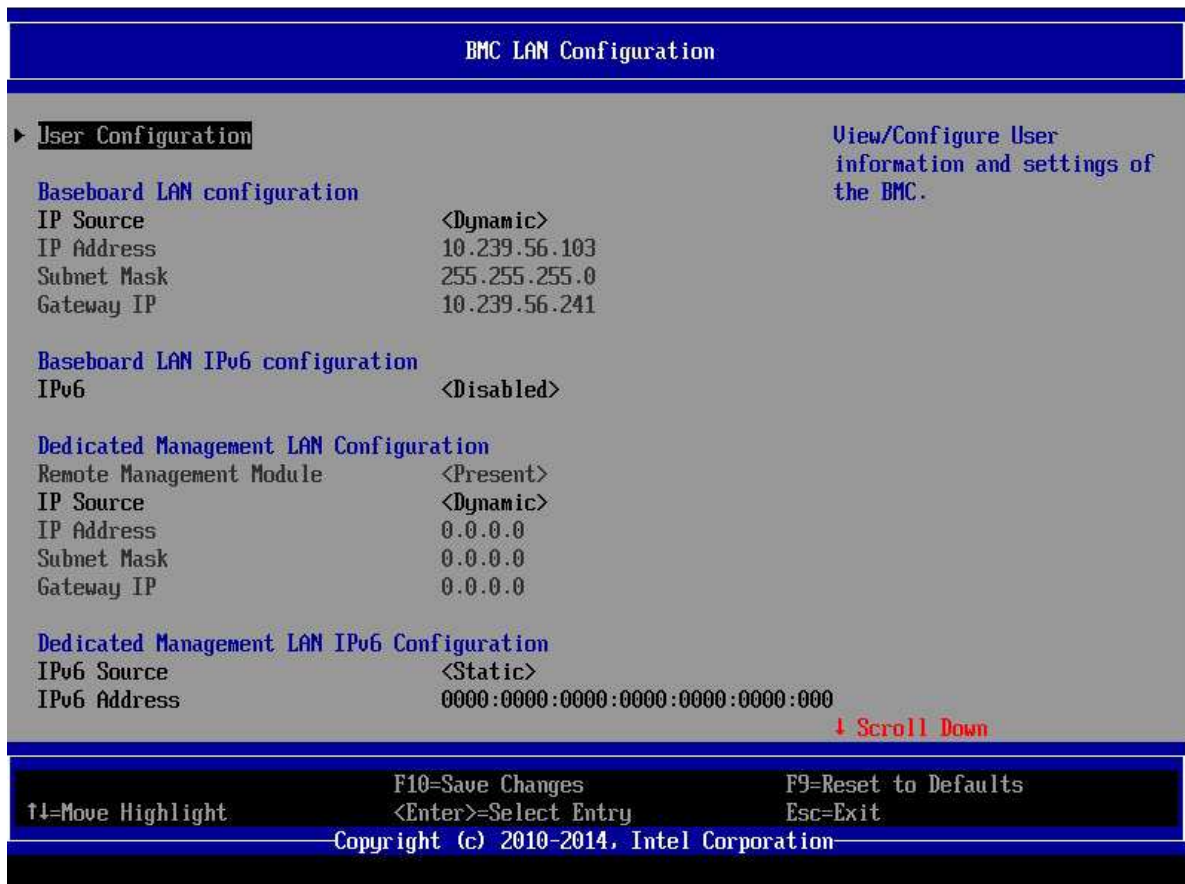 BMC LAN Configuration
► User Configuration
View/Configure User
information and settings of
the BMC.
Baseboard LAN configuration
IP Source <Dynamic>
IP Address 10.239.56.103
Subnet Mask 255.255.255.0
Gateway IP 10.239.56.241
Baseboard LAN IPv6 configuration
IPv6 <Disabled>
Dedicated Management LAN Configuration
Remote Management Module <Present>
IP Source <Dynamic>
IP Address 0.0.0.0
Subnet Mask 0.0.0.0
Gateway IP 0.0.0.0
Dedicated Management LAN IPv6 Configuration
IPv6 Source <Static>
IPv6 Address 0000:0000:0000:0000:0000:0000:000
↓ Scroll Down
F10=Save Changes F9=Reset to Defaults
↑↓=Move Highlight <Enter>=Select Entry Esc=Exit
Copyright (c) 2010-2014, Intel Corporation